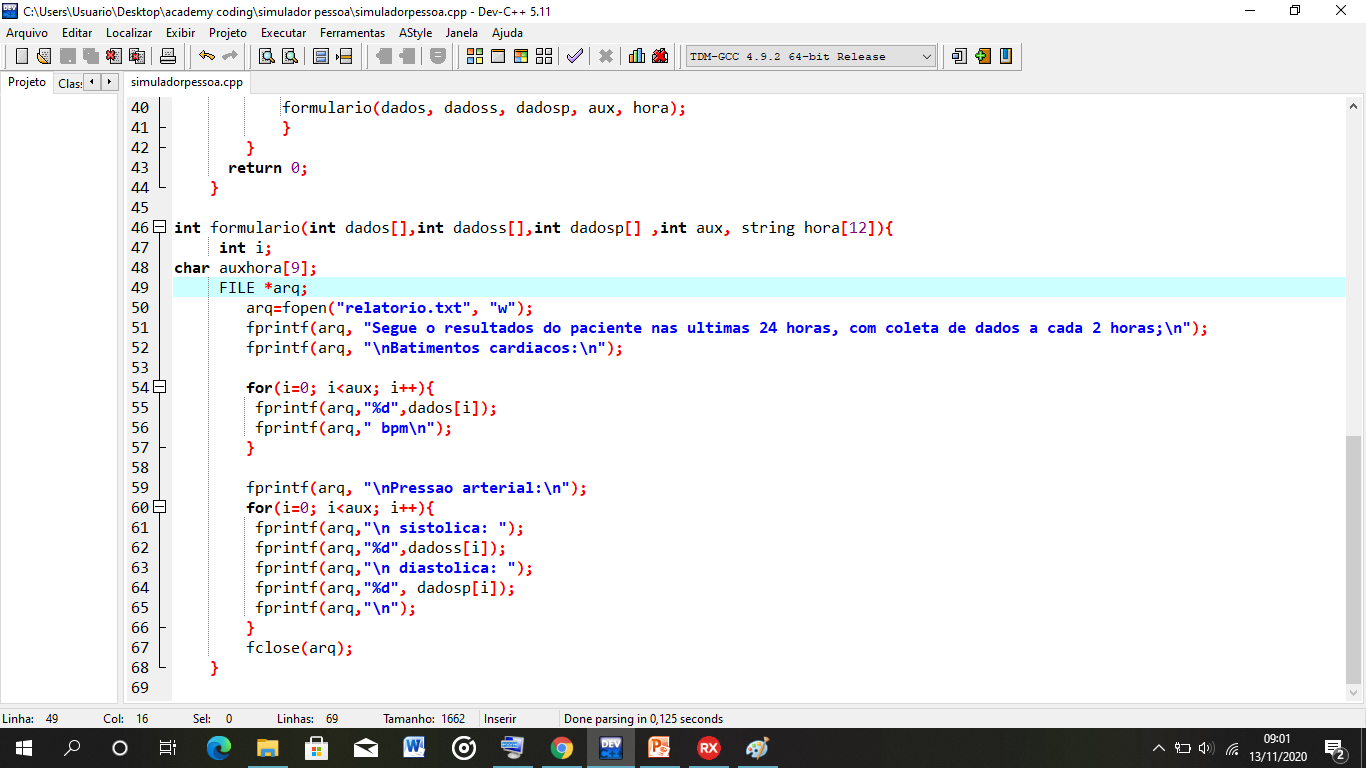 C:\Users\Usuario\Desktop\academy coding\simulador pessoa\simuladorpessoa.cpp - Dev-C++ 5.11
Arquivo Editar Localizar Exibir Projeto Executar Ferramentas AStyle Janela Ajuda
TDM-GCC 4.9.2 64-bit Release
Projeto Clas simuladorpessoa.cpp
40 formulario(dados, dadoss, dadosp, aux, hora);
41 }
42 }
43 return 0;
44 }
45
46 int formulario(int dados[],int dadoss[],int dadosp[] ,int aux, string hora[12]){
47 int i;
48 char auxhora[9];
49 FILE *arq;
50 arq=fopen("relatorio.txt", "w");
51 fprintf(arq, "Segue o resultados do paciente nas ultimas 24 horas, com coleta de dados a cada 2 horas;\n");
52 fprintf(arq, "\nBatimentos cardiacos:\n");
53
54 for(i=0; i<aux; i++){
55 fprintf(arq,"%d",dados[i]);
56 fprintf(arq," bpm\n");
57 }
58
59 fprintf(arq, "\nPressao arterial:\n");
60 for(i=0; i<aux; i++){
61 fprintf(arq,"\n sistolica: ");
62 fprintf(arq,"%d",dadoss[i]);
63 fprintf(arq,"\n diastolica: ");
64 fprintf(arq,"%d", dadosp[i]);
65 fprintf(arq,"\n");
66 }
67 fclose(arq);
68 }
69
Linha: 49 Col: 16 Sel: 0 Linhas: 69 Tamanho: 1662 Inserir Done parsing in 0,125 seconds
DEV RX 09:01
13/11/2020 2